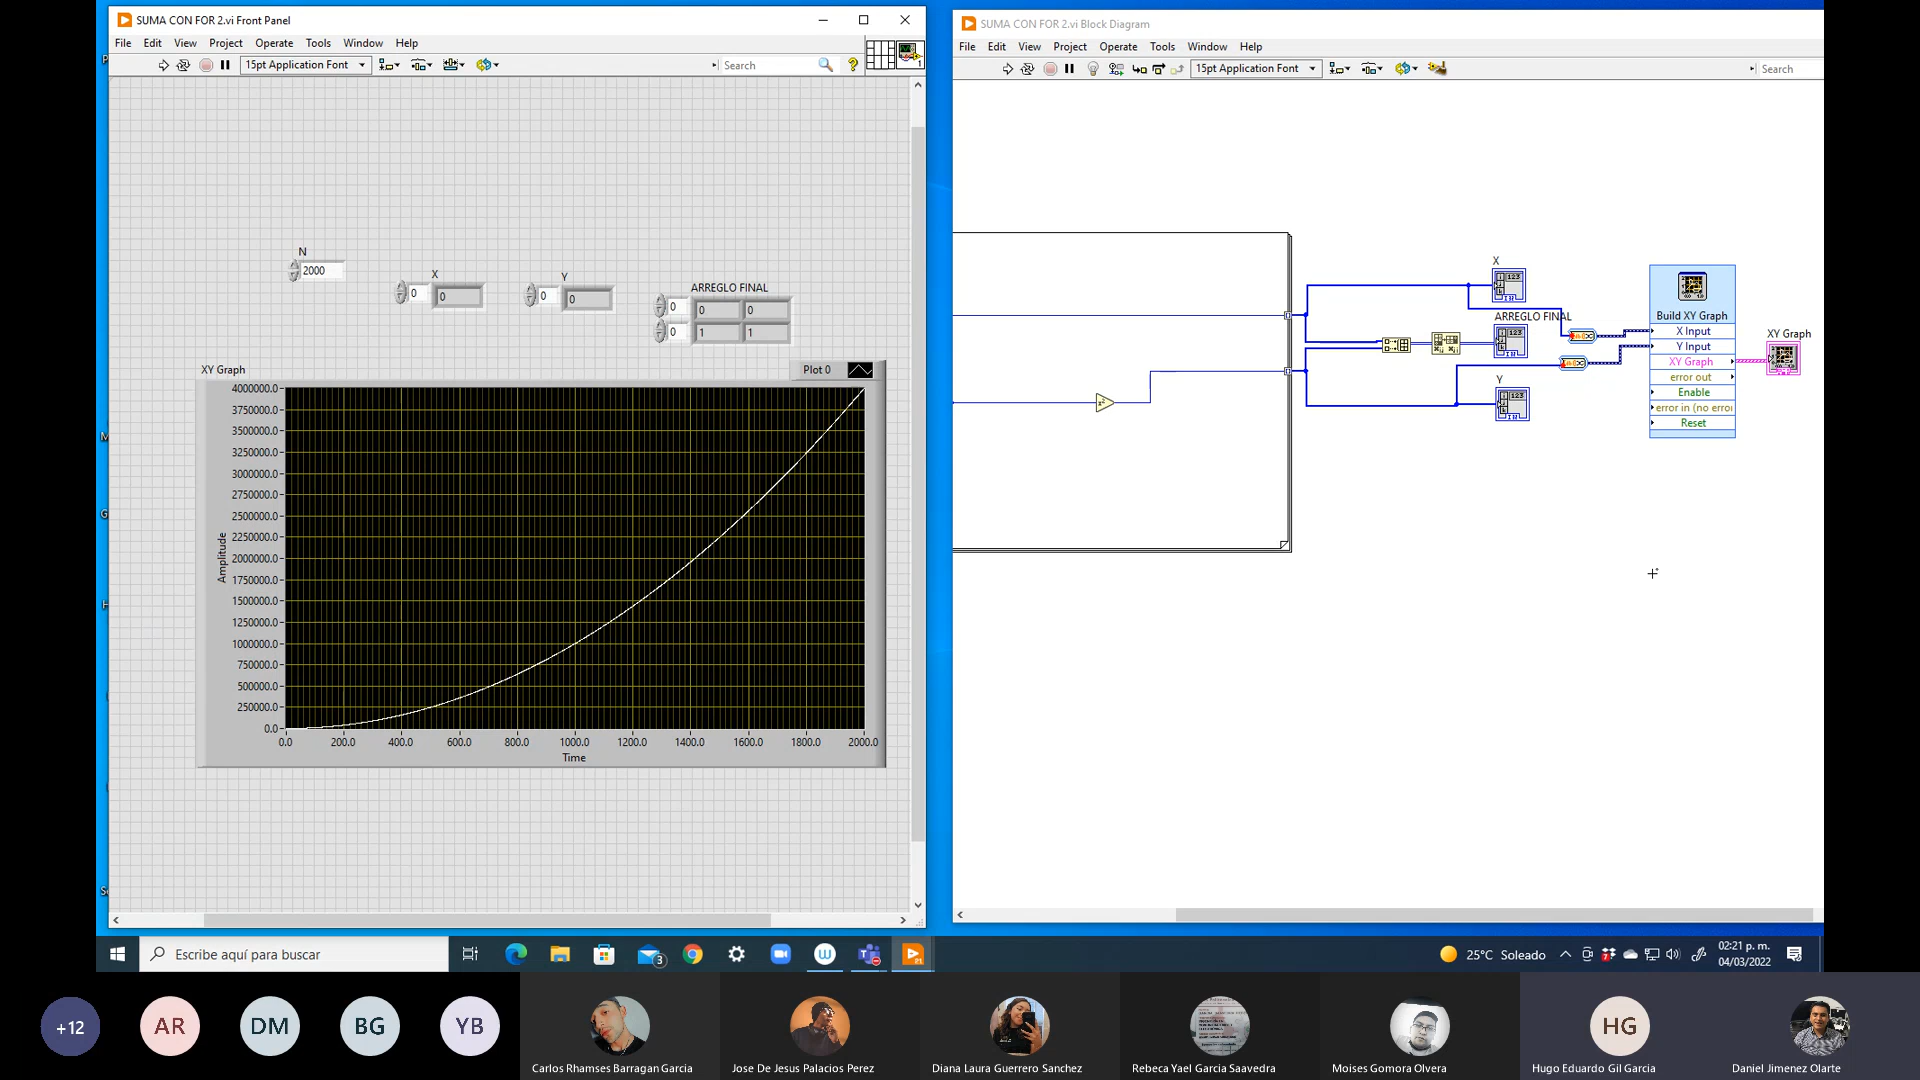 SUMA CON FOR 2.vi Front Panel
File Edit View Project Operate Tools Window Help
15pt Application Font
Search
N
2000
X
0
0
Y
0
0
ARREGLO FINAL
0 0 0
0 1 1
XY Graph
Plot 0
4000000.0
3750000.0
3500000.0
3250000.0
3000000.0
2750000.0
2500000.0
2250000.0
2000000.0
1750000.0
1500000.0
1250000.0
1000000.0
750000.0
500000.0
250000.0
0.0
Amplitude
0.0 200.0 400.0 600.0 800.0 1000.0 1200.0 1400.0 1600.0 1800.0 2000.0
Time
SUMA CON FOR 2.vi Block Diagram
File Edit View Project Operate Tools Window Help
15pt Application Font
Search
X
ARREGLO FINAL
Y
Build XY Graph
X Input
Y Input
XY Graph
error out
Enable
error in (no erro
Reset
XY Graph
Escribe aquí para buscar
3
25°C Soleado
02:21 p. m.
04/03/2022
+12
AR
DM
BG
YB
HG
Carlos Rhamses Barragan Garcia
Jose De Jesus Palacios Perez
Diana Laura Guerrero Sanchez
Rebeca Yael Garcia Saavedra
Moises Gomora Olvera
Hugo Eduardo Gil Garcia
Daniel Jimenez Olarte